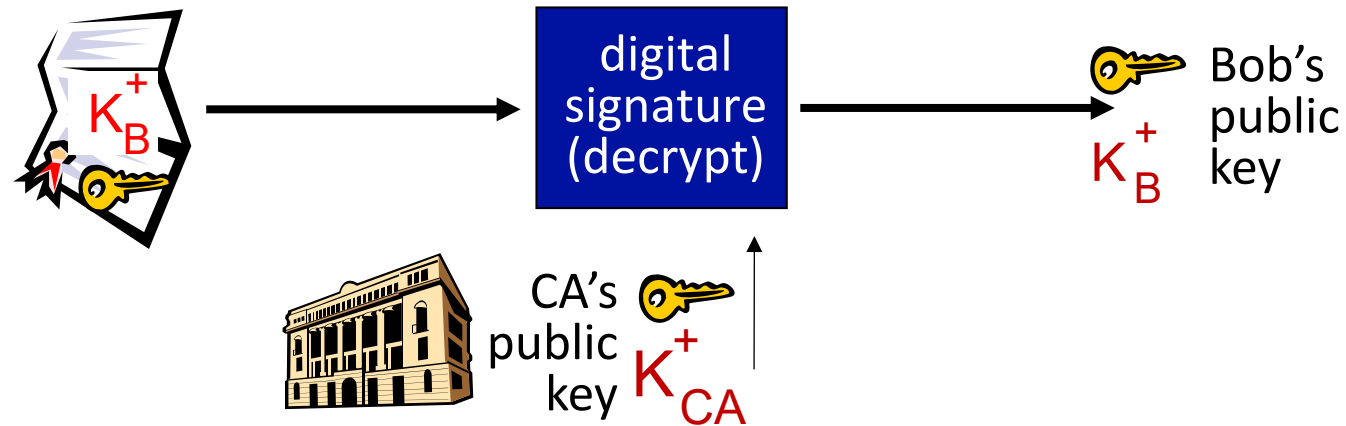 K_B^+
digital
signature
(decrypt)
K_B^+
Bob’s
public
key
CA’s
public
key
K_CA^+